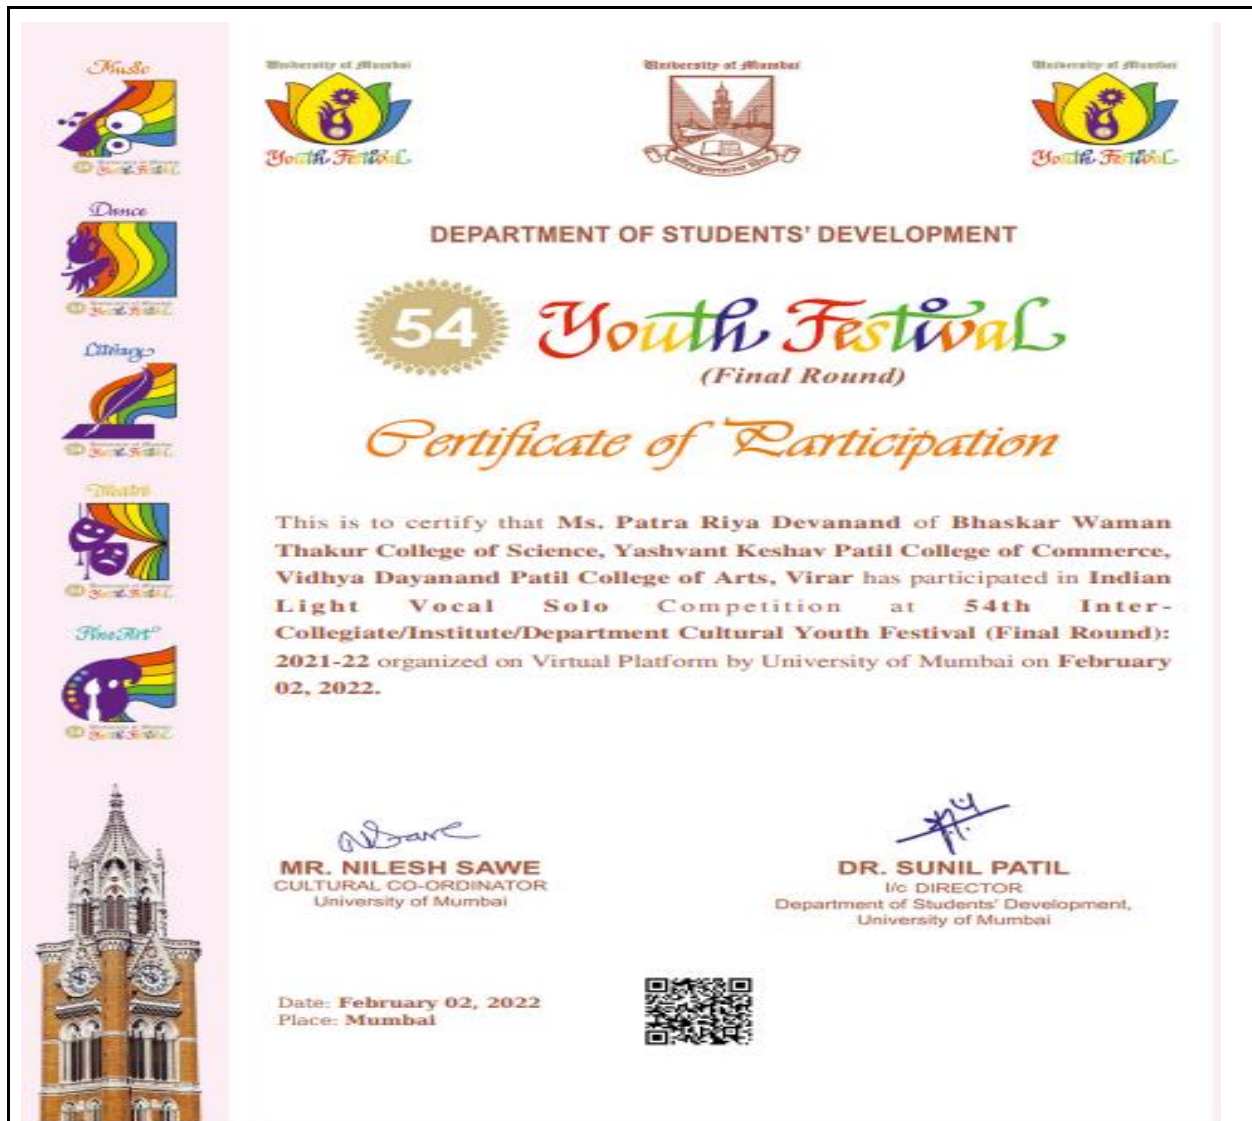 Music
University of Mumbai
Youth Festival
University of Mumbai
University of Mumbai
Youth Festival
Dance
Literary
Theatre
Fine Art
DEPARTMENT OF STUDENTS' DEVELOPMENT
54 Youth Festival
(Final Round)
Certificate of Participation
This is to certify that Ms. Patra Riya Devanand of Bhaskar Waman
Thakur College of Science, Yashvant Keshav Patil College of Commerce,
Vidhya Dayanand Patil College of Arts, Virar has participated in Indian
Light Vocal Solo Competition at 54th Inter-
Collegiate/Institute/Department Cultural Youth Festival (Final Round):
2021-22 organized on Virtual Platform by University of Mumbai on February
02, 2022.
MR. NILESH SAWE
CULTURAL CO-ORDINATOR
University of Mumbai
DR. SUNIL PATIL
I/c DIRECTOR
Department of Students' Development,
University of Mumbai
Date: February 02, 2022
Place: Mumbai